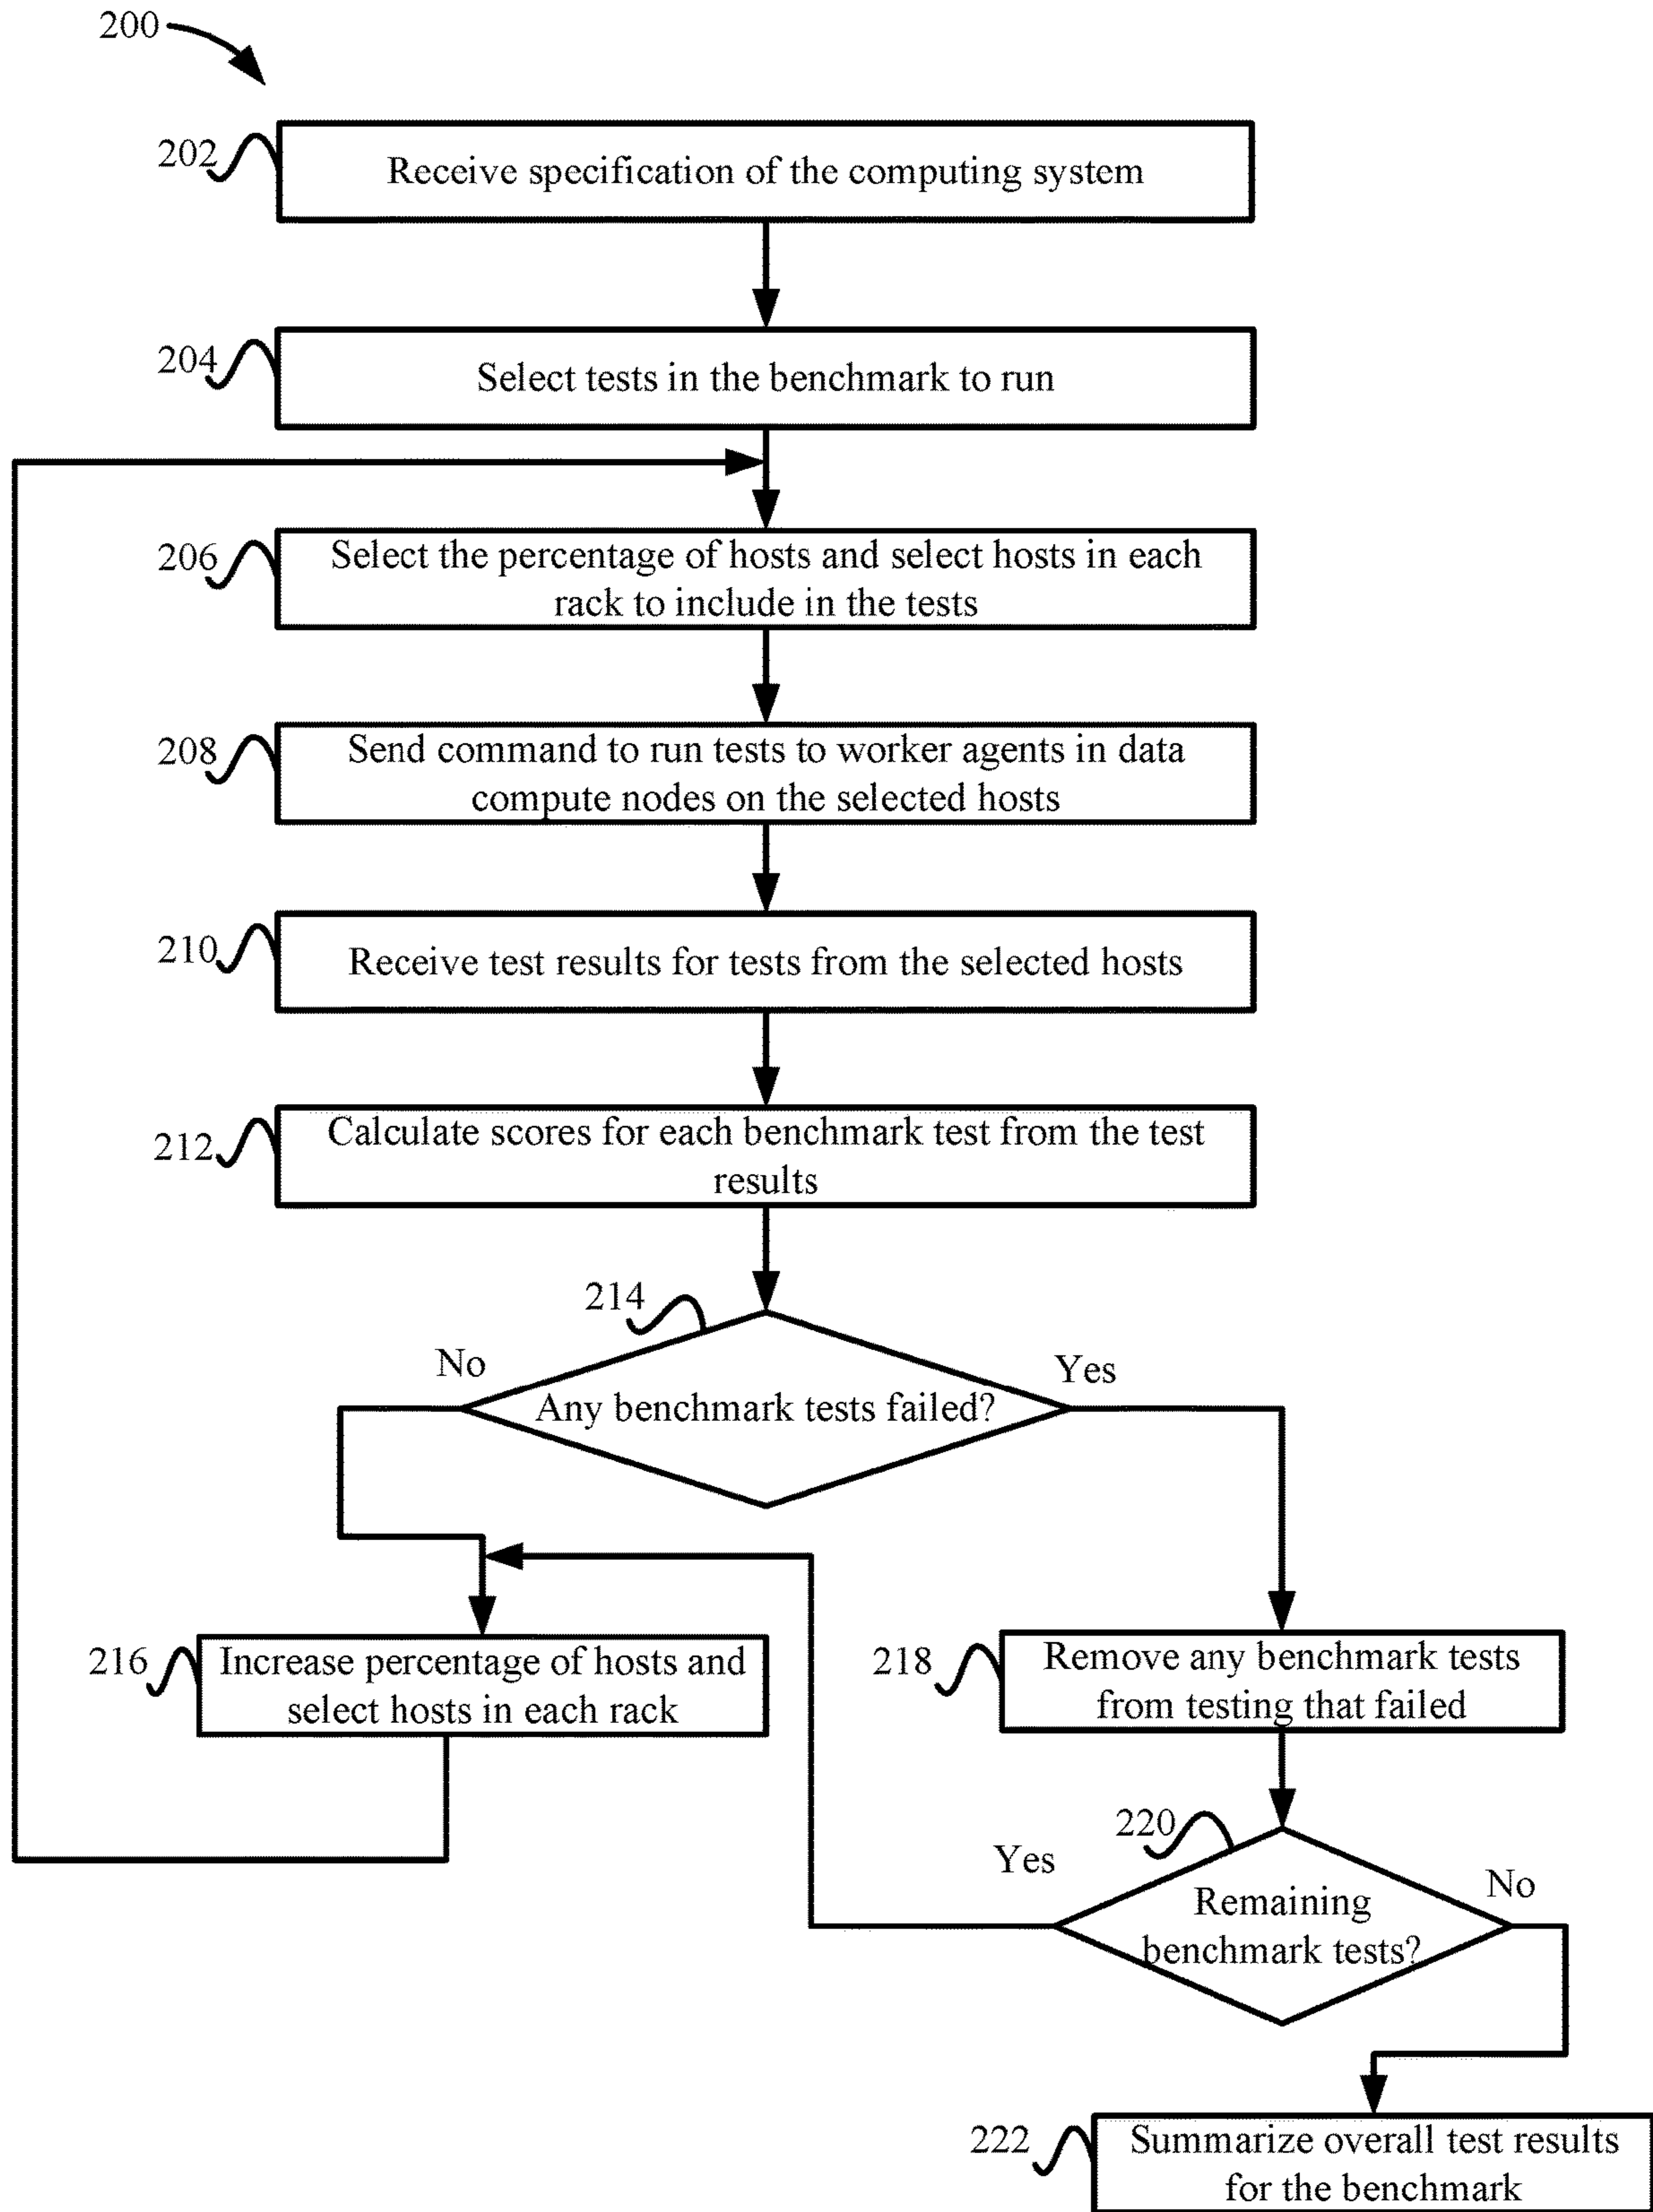 200
202
Receive specification of the computing system
204
Select tests in the benchmark to run
206
Select the percentage of hosts and select hosts in each
rack to include in the tests
208
Send command to run tests to worker agents in data
compute nodes on the selected hosts
210
Receive test results for tests from the selected hosts
212
Calculate scores for each benchmark test from the test
results
214
No
Yes
Any benchmark tests failed?
216
Increase percentage of hosts and
select hosts in each rack
218
Remove any benchmark tests
from testing that failed
220
Yes
No
Remaining
benchmark tests?
222
Summarize overall test results
for the benchmark